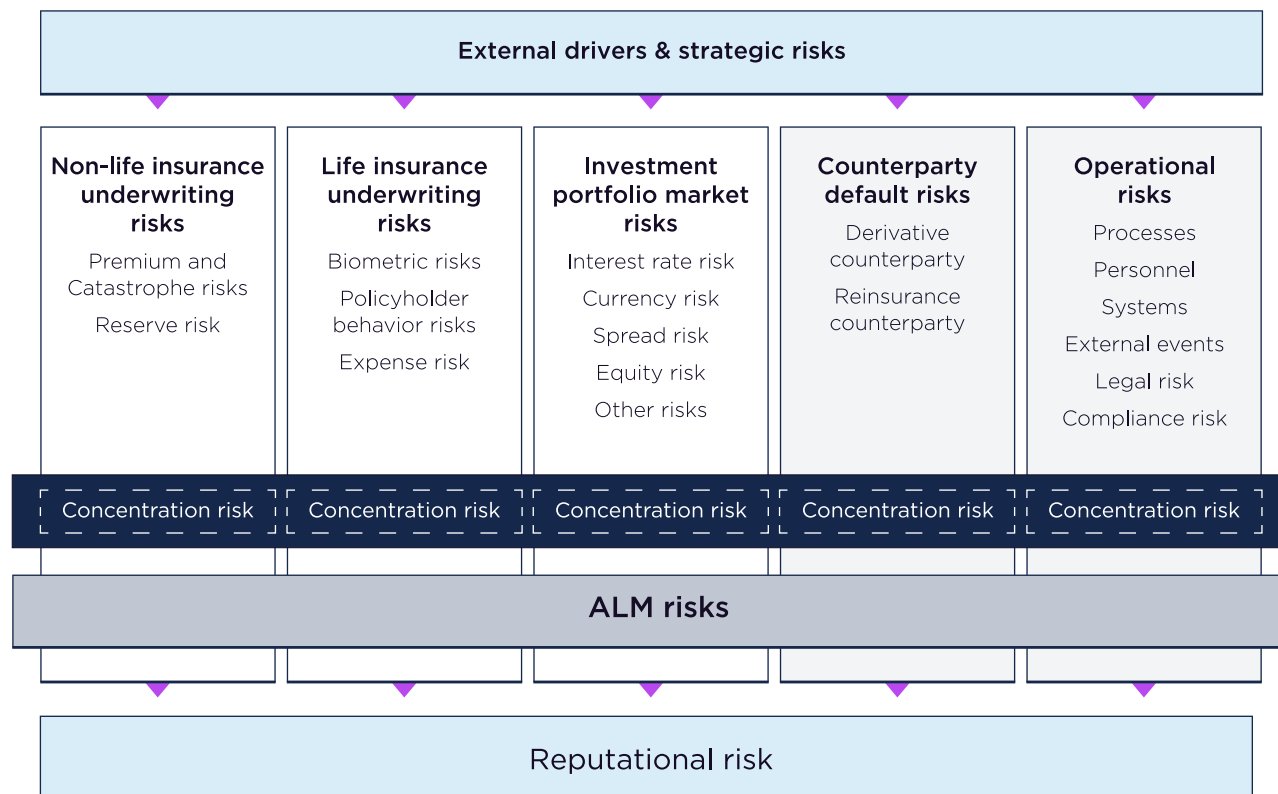 External drivers & strategic risks
Non-life insurance
underwriting
risks
Premium and
Catastrophe risks
Reserve risk
Life insurance
underwriting
risks
Biometric risks
Policyholder
behavior risks
Expense risk
Investment
portfolio market
risks
Interest rate risk
Currency risk
Spread risk
Equity risk
Other risks
Counterparty
default risks
Derivative
counterparty
Reinsurance
counterparty
Operational
risks
Processes
Personnel
Systems
External events
Legal risk
Compliance risk
Concentration risk
Concentration risk
Concentration risk
Concentration risk
Concentration risk
ALM risks
Reputational risk